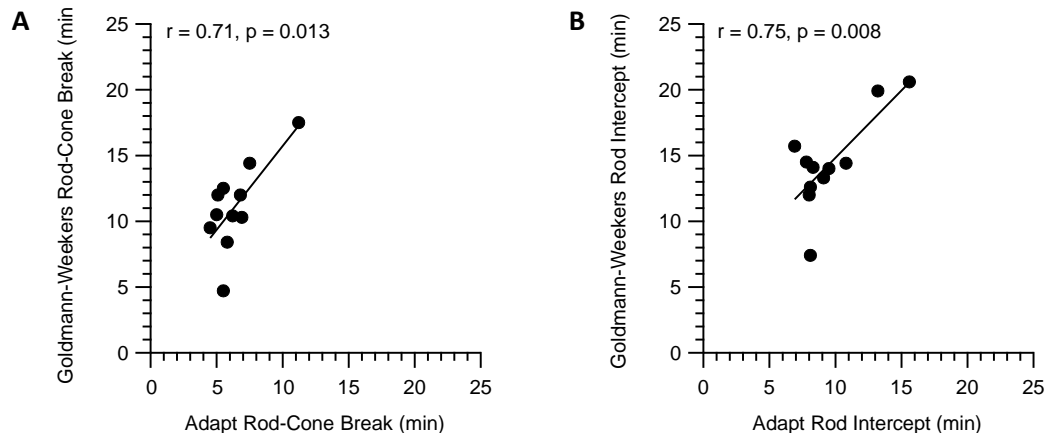 A
r = 0.71, p = 0.013
Goldmann-Weekers Rod-Cone Break (min
25
20
15
10
5
0
0 5 10 15 20 25
Adapt Rod-Cone Break (min)
B
r = 0.75, p = 0.008
Goldmann-Weekers Rod Intercept (min)
25
20
15
10
5
0
0 5 10 15 20 25
Adapt Rod Intercept (min)